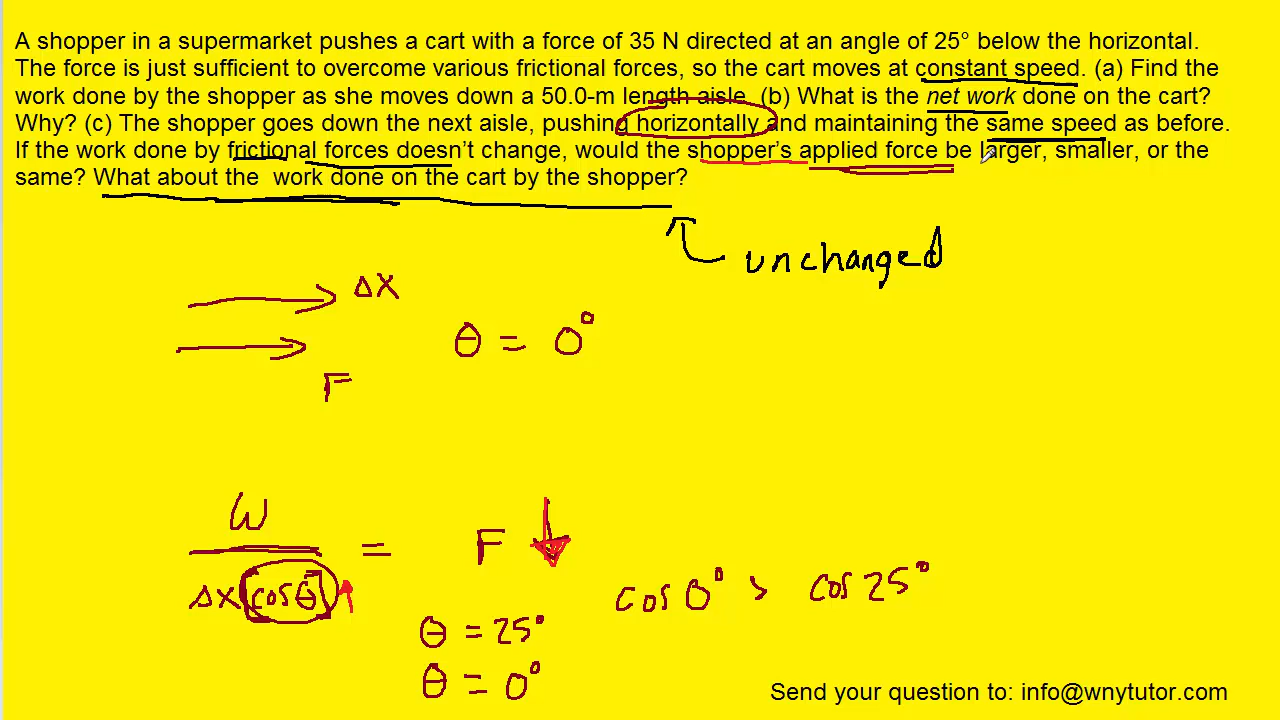 A shopper in a supermarket pushes a cart with a force of 35 N directed at an angle of 25° below the horizontal.
The force is just sufficient to overcome various frictional forces, so the cart moves at constant speed. (a) Find the
work done by the shopper as she moves down a 50.0-m length aisle. (b) What is the net work done on the cart?
Why? (c) The shopper goes down the next aisle, pushing horizontally and maintaining the same speed as before.
If the work done by frictional forces doesn't change, would the shopper's applied force be larger, smaller, or the
same? What about the work done on the cart by the shopper?
unchanged
Δx
θ = 0°
F
W
= F
Δx [cos θ]
cos 0° > cos 25°
θ = 25°
θ = 0°
Send your question to: info@wnytutor.com